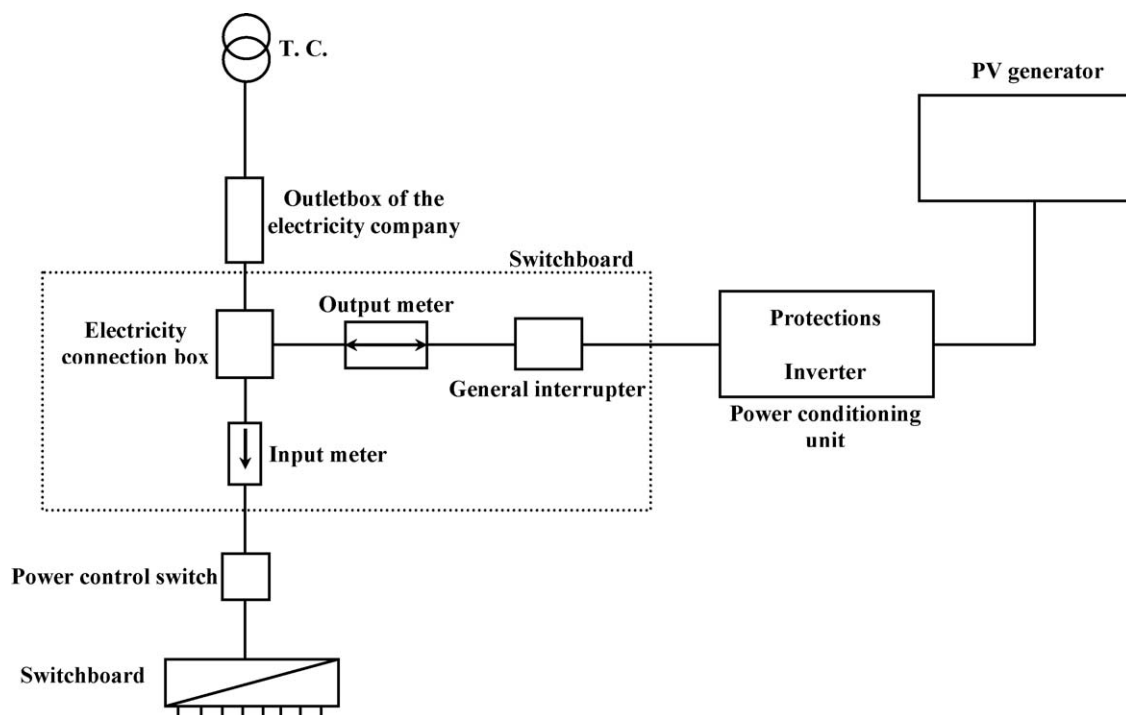 T. C.
PV generator
Outletbox of the
electricity company
Switchboard
Output meter
Electricity
connection box
General interrupter
Protections
Inverter
Power conditioning
unit
Input meter
Power control switch
Switchboard